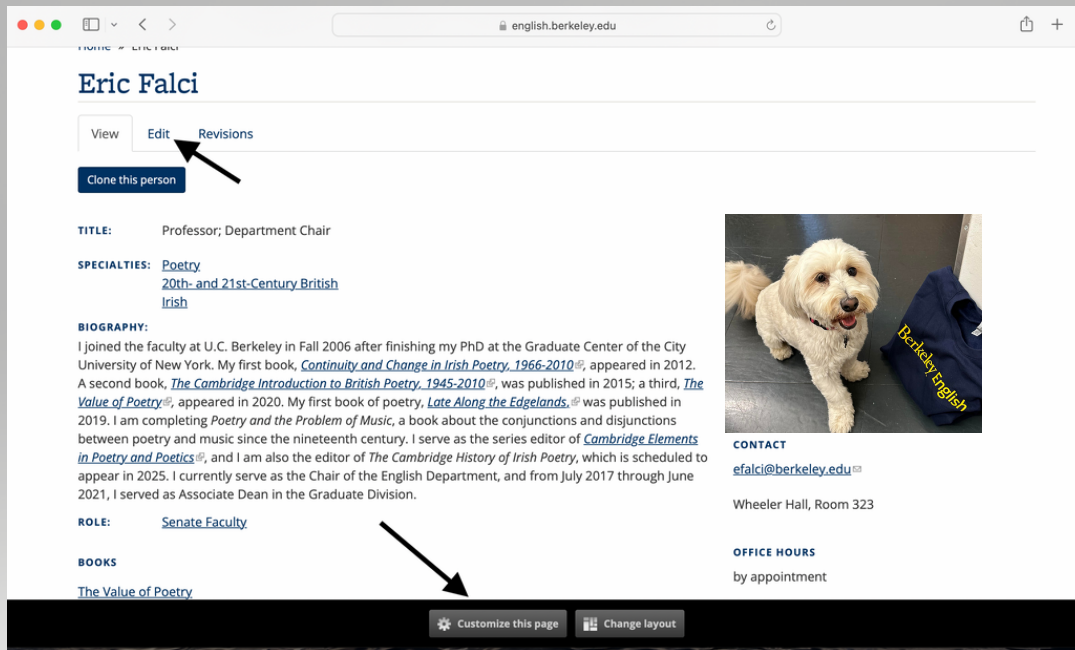 english.berkeley.edu
Home » Eric Falci
Eric Falci
View Edit Revisions
Clone this person
TITLE: Professor; Department Chair
SPECIALTIES: Poetry
20th- and 21st-Century British
Irish
BIOGRAPHY:
I joined the faculty at U.C. Berkeley in Fall 2006 after finishing my PhD at the Graduate Center of the City
University of New York. My first book, Continuity and Change in Irish Poetry, 1966-2010, appeared in 2012.
A second book, The Cambridge Introduction to British Poetry, 1945-2010, was published in 2015; a third, The
Value of Poetry, appeared in 2020. My first book of poetry, Late Along the Edgelands, was published in
2019. I am completing Poetry and the Problem of Music, a book about the conjunctions and disjunctions
between poetry and music since the nineteenth century. I serve as the series editor of Cambridge Elements
in Poetry and Poetics, and I am also the editor of The Cambridge History of Irish Poetry, which is scheduled to
appear in 2025. I currently serve as the Chair of the English Department, and from July 2017 through June
2021, I served as Associate Dean in the Graduate Division.
ROLE: Senate Faculty
BOOKS
The Value of Poetry
Berkeley English
CONTACT
efalci@berkeley.edu
Wheeler Hall, Room 323
OFFICE HOURS
by appointment
Customize this page Change layout